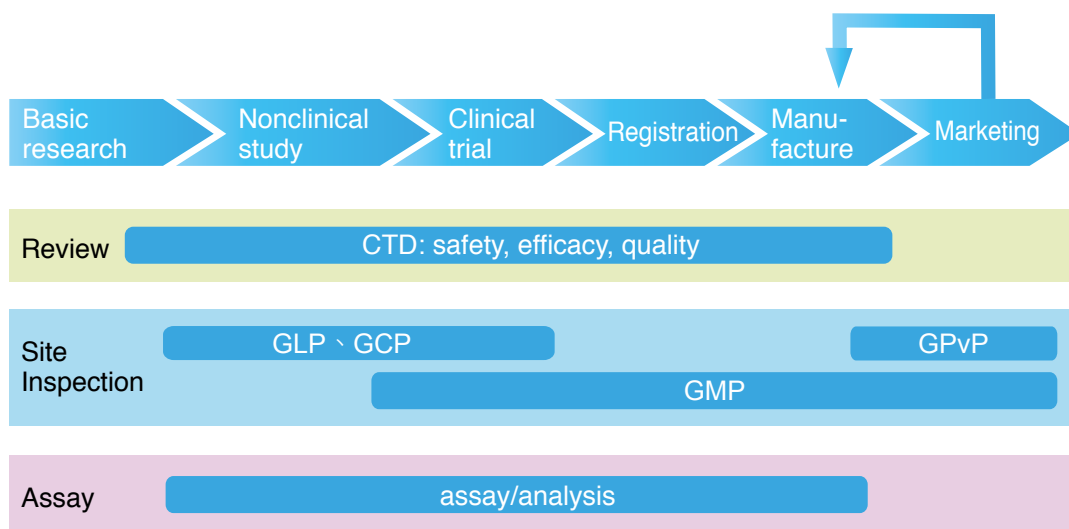 Basic
research
Nonclinical
study
Clinical
trial
Registration
Manu-
facture
Marketing
Review
CTD: safety, efficacy, quality
Site
Inspection
GLP、GCP
GPvP
GMP
Assay
assay/analysis